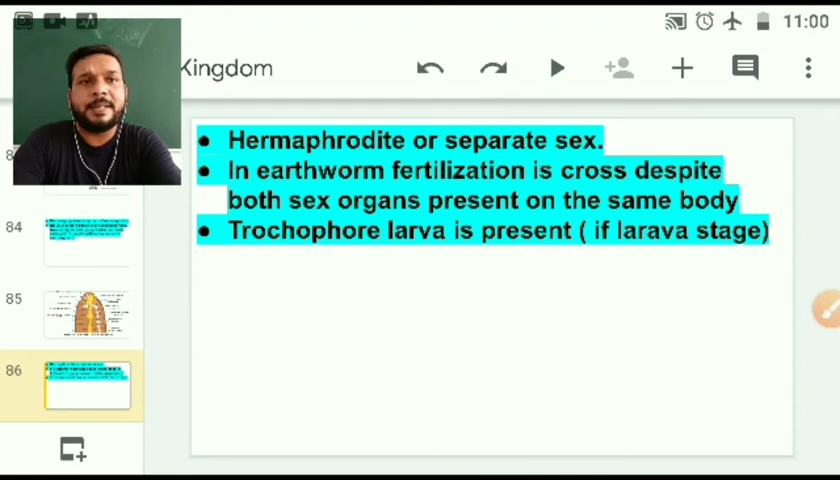 11:00
Kingdom
● Hermaphrodite or separate sex.
● In earthworm fertilization is cross despite
both sex organs present on the same body
● Trochophore larva is present ( if larava stage)
84
85
86